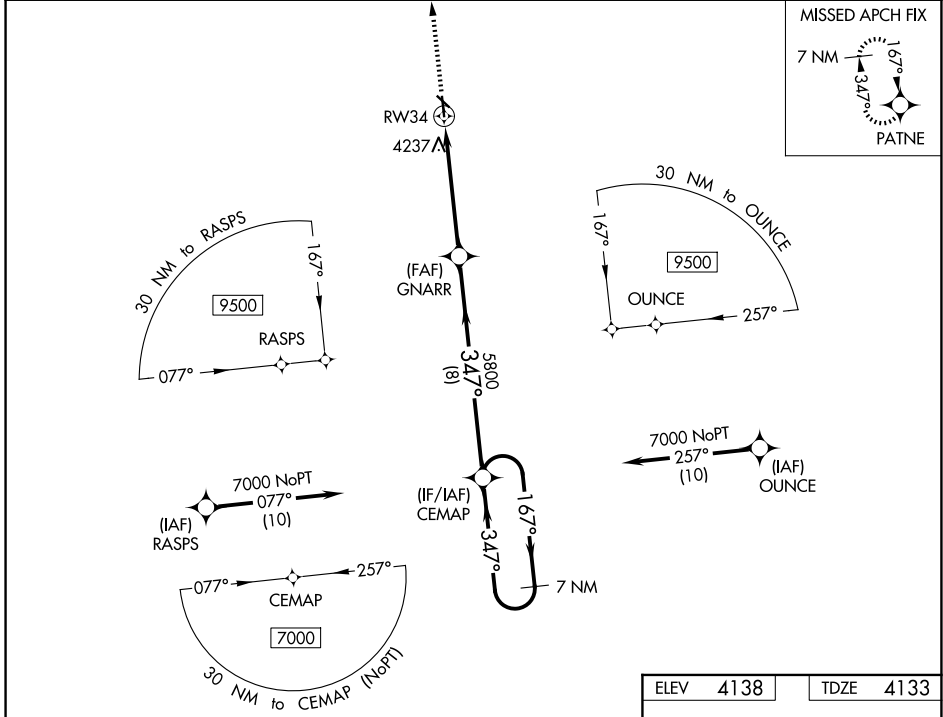 MISSED APCH FIX
7 NM
167°
347°
PATNE
RW34
4237
30 NM to RASPS
167°
9500
RASPS
077°
(FAF)
GNARR
30 NM to OUNCE
167°
9500
OUNCE
257°
5800
347°
(8)
7000 NoPT
257°
(10)
(IAF)
OUNCE
7000 NoPT
077°
(10)
(IAF)
RASPS
(IF/IAF)
CEMAP
167°
347°
7 NM
077°
257°
CEMAP
7000
30 NM to CEMAP (NoPT)
ELEV 4138
TDZE 4133